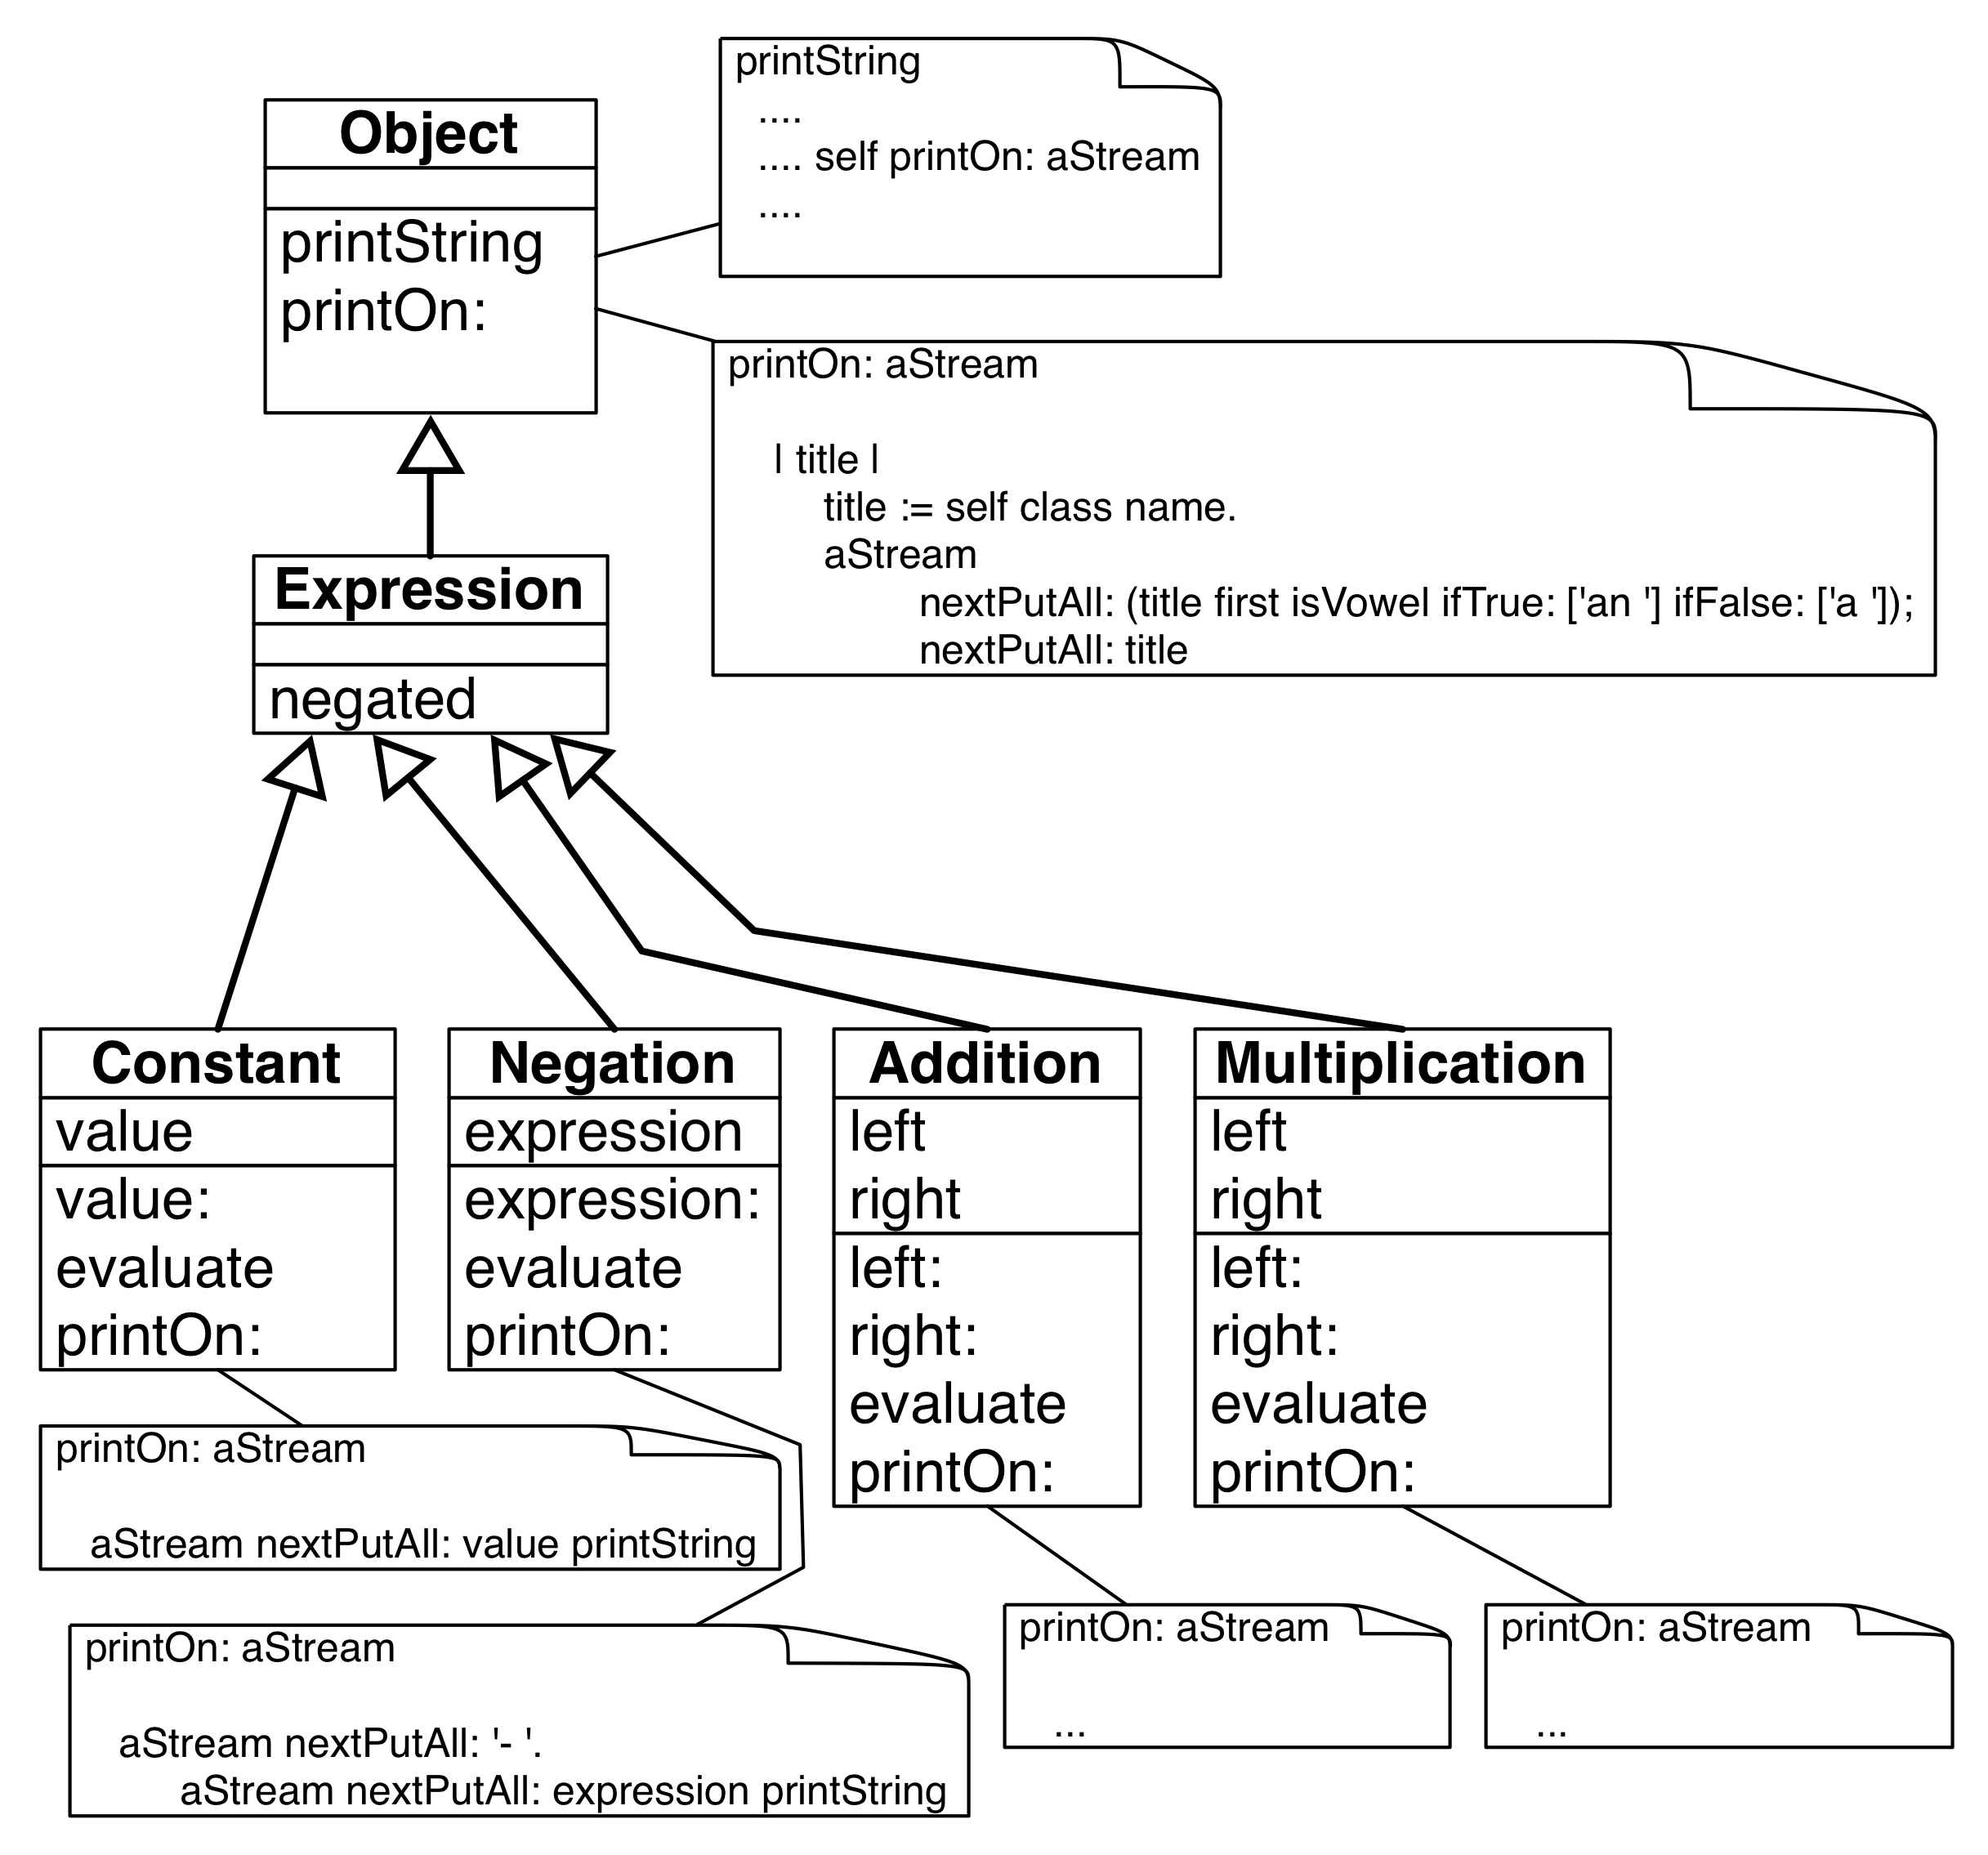 Object
printString
printOn:
printString
....
.... self printOn: aStream
....
printOn: aStream
| title |
title := self class name.
aStream
nextPutAll: (title first isVowel ifTrue: ['an '] ifFalse: ['a ']);
nextPutAll: title
Expression
negated
Constant
value
value:
evaluate
printOn:
Negation
expression
expression:
evaluate
printOn:
Addition
left
right
left:
right:
evaluate
printOn:
Multiplication
left
right
left:
right:
evaluate
printOn:
printOn: aStream
aStream nextPutAll: value printString
printOn: aStream
aStream nextPutAll: '- '.
aStream nextPutAll: expression printString
printOn: aStream
...
printOn: aStream
...